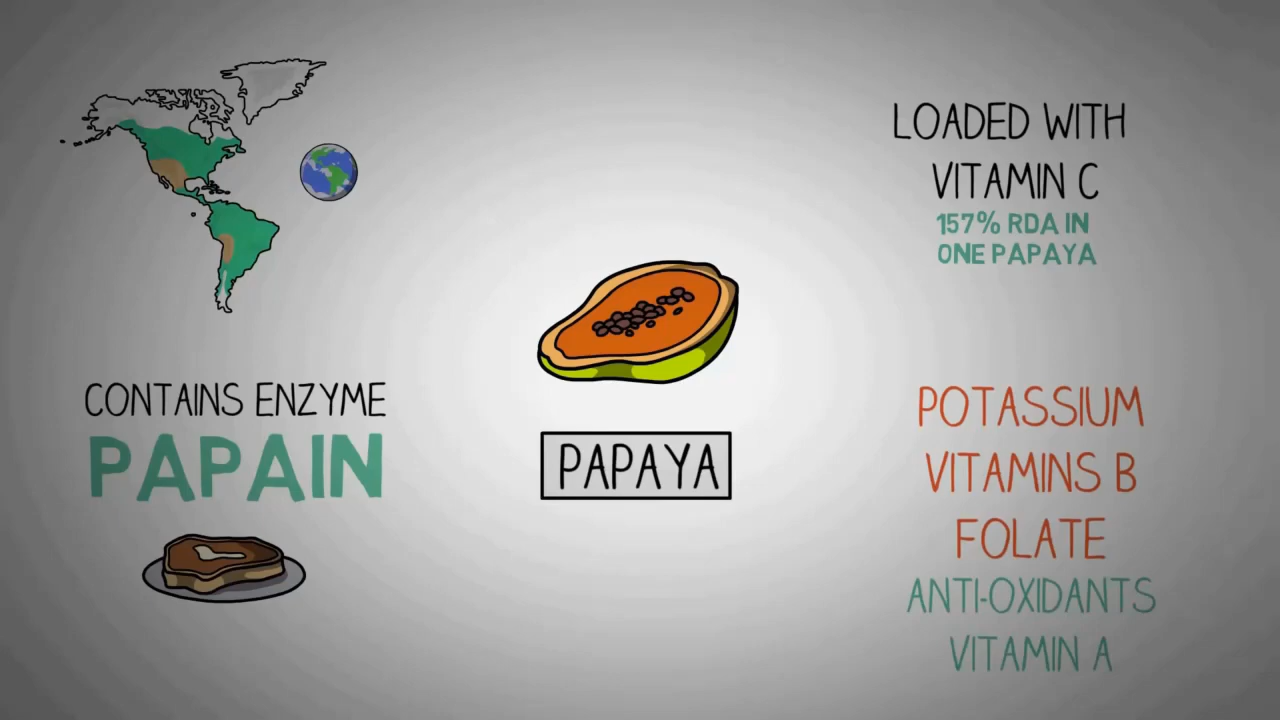 LOADED WITH
VITAMIN C
157% RDA IN
ONE PAPAYA
CONTAINS ENZYME
PAPAIN
PAPAYA
POTASSIUM
VITAMINS B
FOLATE
ANTI-OXIDANTS
VITAMIN A